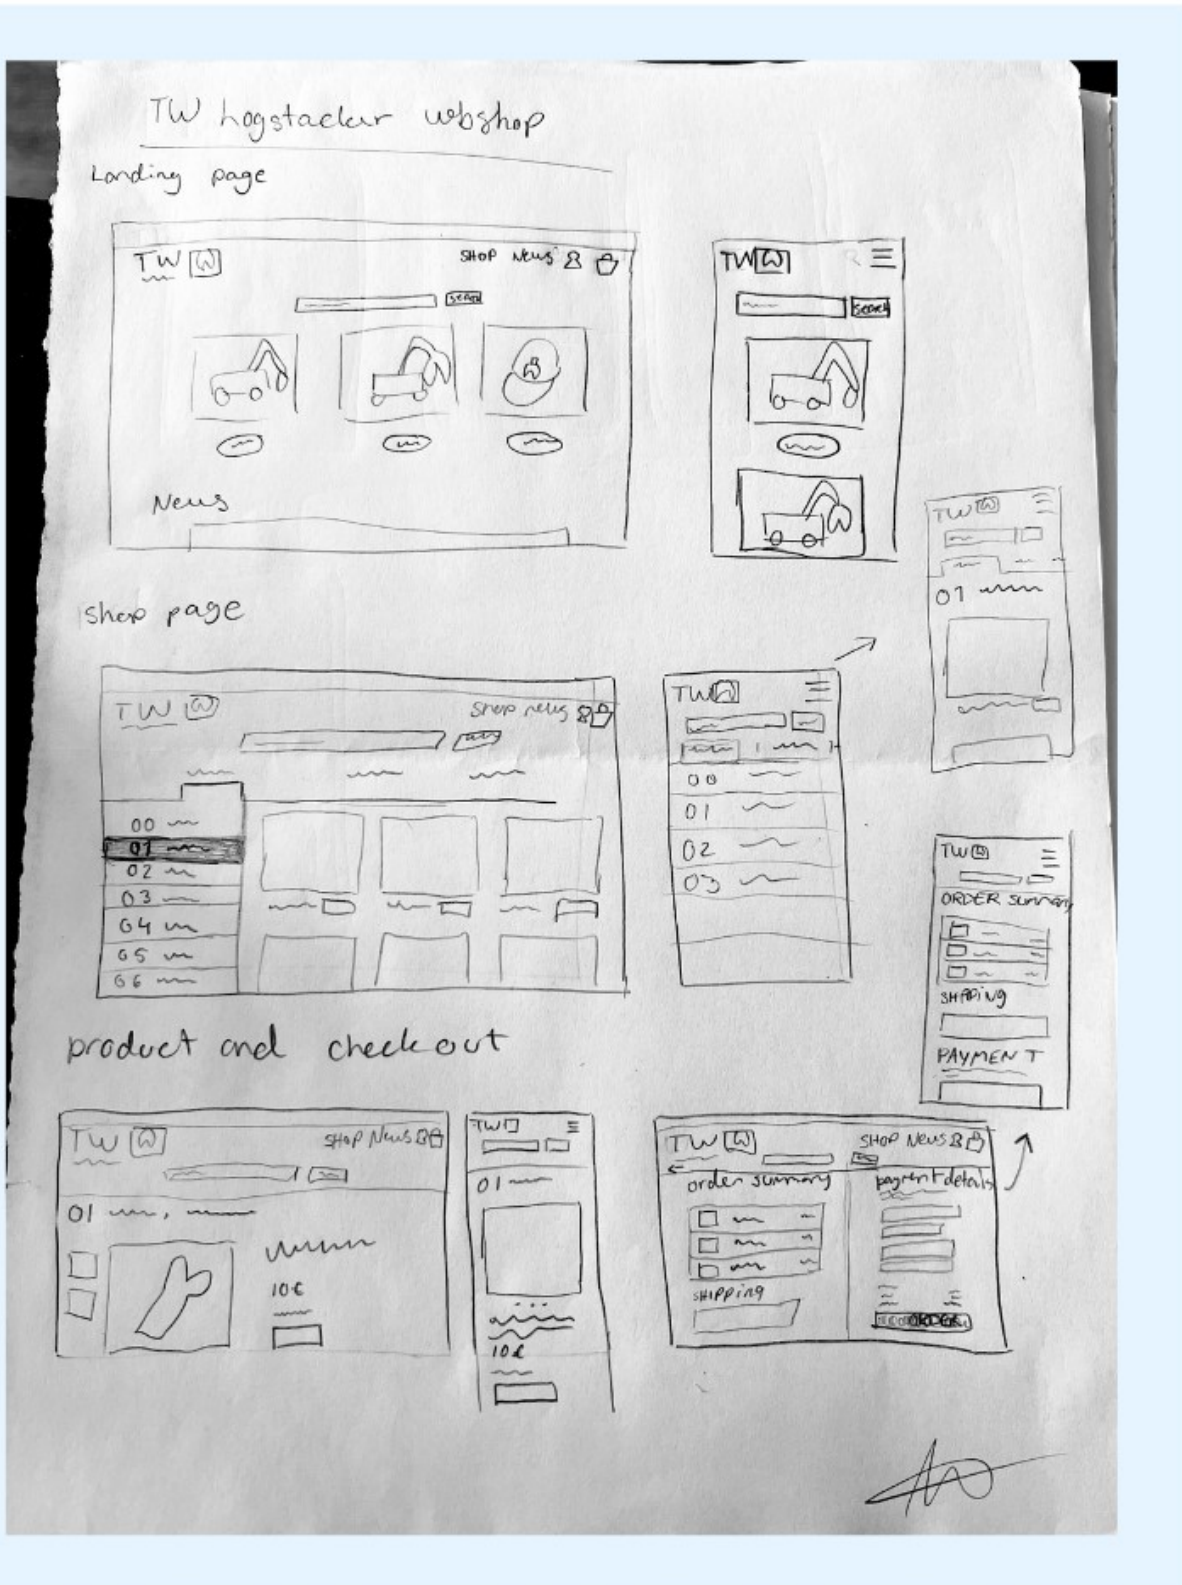 TW hogstacker webshop
Landing page
TW W
SHOP News
search
News
TW W
search
shop page
TW W
shop news
00
01
02
03
04
05
06
TW W
00
01
02
03
TW W
01
TW W
ORDER summary
SHIPPING
PAYMENT
product and checkout
TW W
SHOP News
01
10€
TW
01
10€
TW W
SHOP News
order summary
payment details
SHIPPING
ORDER